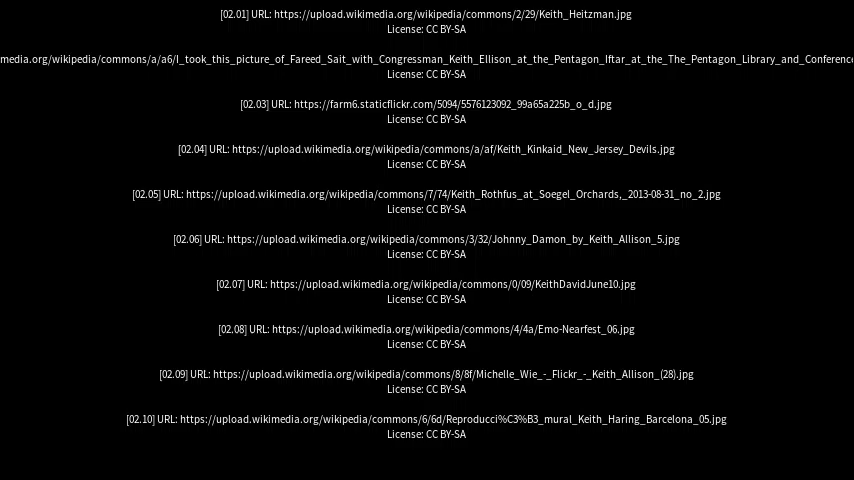 [02.01] URL: https://upload.wikimedia.org/wikipedia/commons/2/29/Keith_Heitzman.jpg
License: CC BY-SA
media.org/wikipedia/commons/a/a6/I_took_this_picture_of_Fareed_Sait_with_Congressman_Keith_Ellison_at_the_Pentagon_Iftar_at_the_The_Pentagon_Library_and_Conference
License: CC BY-SA
[02.03] URL: https://farm6.staticflickr.com/5094/5576123092_99a65a225b_o_d.jpg
License: CC BY-SA
[02.04] URL: https://upload.wikimedia.org/wikipedia/commons/a/af/Keith_Kinkaid_New_Jersey_Devils.jpg
License: CC BY-SA
[02.05] URL: https://upload.wikimedia.org/wikipedia/commons/7/74/Keith_Rothfus_at_Soegel_Orchards,_2013-08-31_no_2.jpg
License: CC BY-SA
[02.06] URL: https://upload.wikimedia.org/wikipedia/commons/3/32/Johnny_Damon_by_Keith_Allison_5.jpg
License: CC BY-SA
[02.07] URL: https://upload.wikimedia.org/wikipedia/commons/0/09/KeithDavidJune10.jpg
License: CC BY-SA
[02.08] URL: https://upload.wikimedia.org/wikipedia/commons/4/4a/Emo-Nearfest_06.jpg
License: CC BY-SA
[02.09] URL: https://upload.wikimedia.org/wikipedia/commons/8/8f/Michelle_Wie_-_Flickr_-_Keith_Allison_(28).jpg
License: CC BY-SA
[02.10] URL: https://upload.wikimedia.org/wikipedia/commons/6/6d/Reproducci%C3%B3_mural_Keith_Haring_Barcelona_05.jpg
License: CC BY-SA